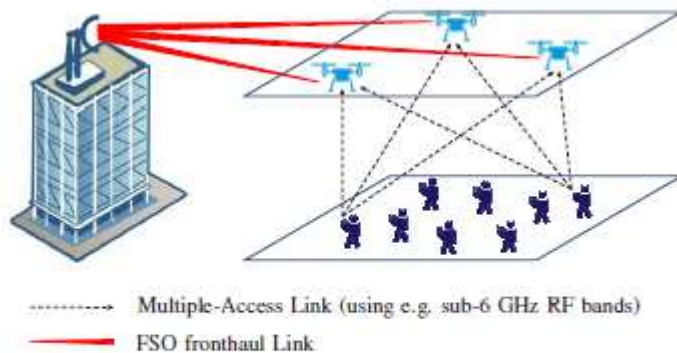 Multiple-Access Link (using e.g. sub-6 GHz RF bands)
FSO fronthaul Link